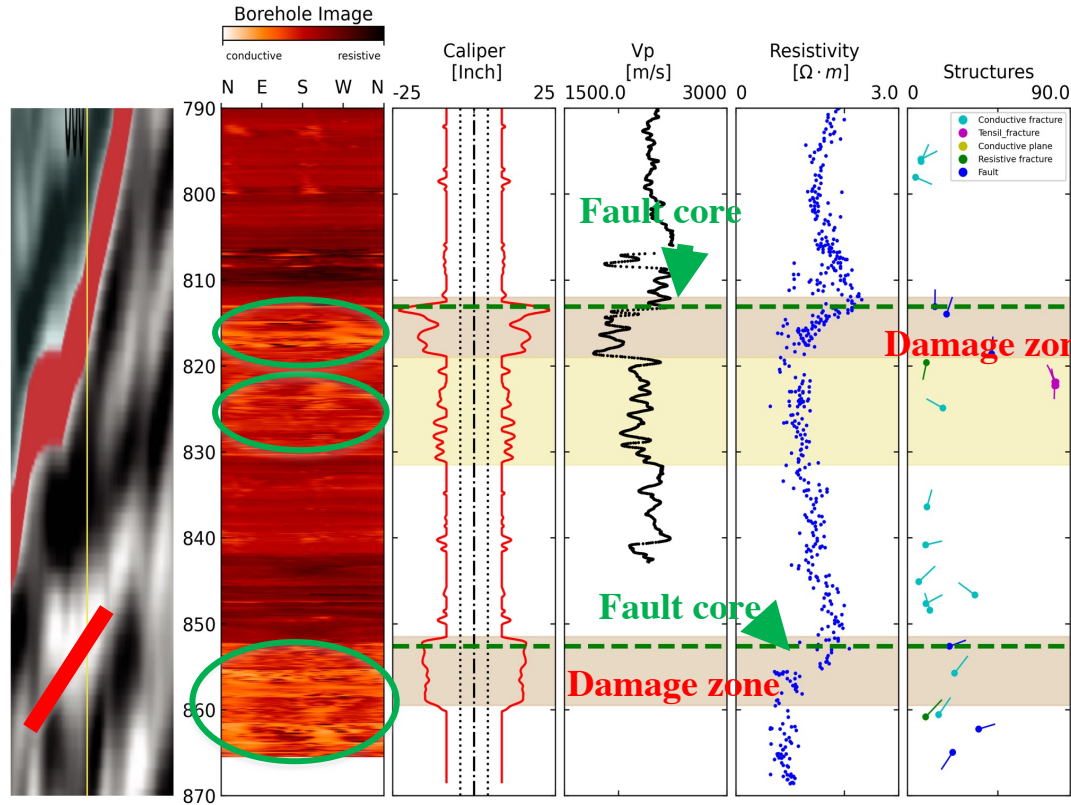 Borehole Image
conductive resistive
N E S W N
Caliper
[Inch]
-25 25
Vp
[m/s]
1500.0 3000
Resistivity
[Ω · m]
0 3.0
Structures
0 90.0
Conductive fracture
Tensil_fracture
Conductive plane
Resistive fracture
Fault
790
800
810
820
830
840
850
860
870
Fault core
Damage zon
Fault core
Damage zone